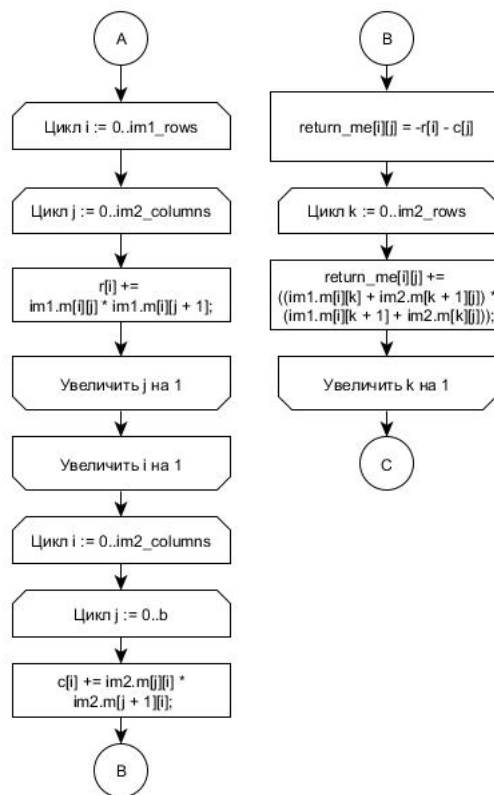 A
Цикл i := 0..im1_rows
Цикл j := 0..im2_columns
r[i] +=
im1.m[i][j] * im1.m[i][j + 1];
Увеличить j на 1
Увеличить i на 1
Цикл i := 0..im2_columns
Цикл j := 0..b
c[i] += im2.m[j][i] *
im2.m[j + 1][i];
B
B
return_me[i][j] = -r[i] - c[j]
Цикл k := 0..im2_rows
return_me[i][j] +=
((im1.m[i][k] + im2.m[k + 1][j]) *
(im1.m[i][k + 1] + im2.m[k][j]));
Увеличить k на 1
C